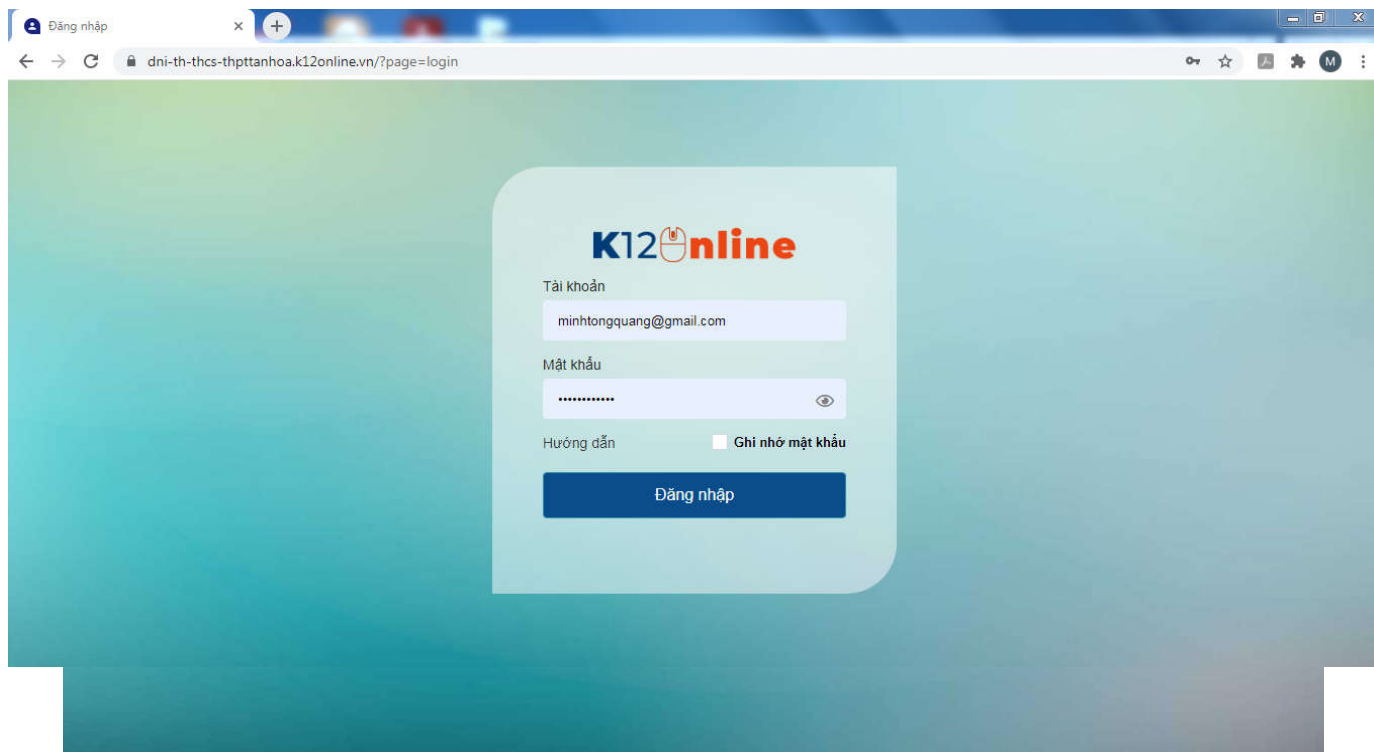 Đăng nhập
dni-th-thcs-thpttanhoa.k12online.vn/?page=login
M
K12Online
Tài khoản
minhtongquang@gmail.com
Mật khẩu
••••••••••••
Hướng dẫn Ghi nhớ mật khẩu
Đăng nhập